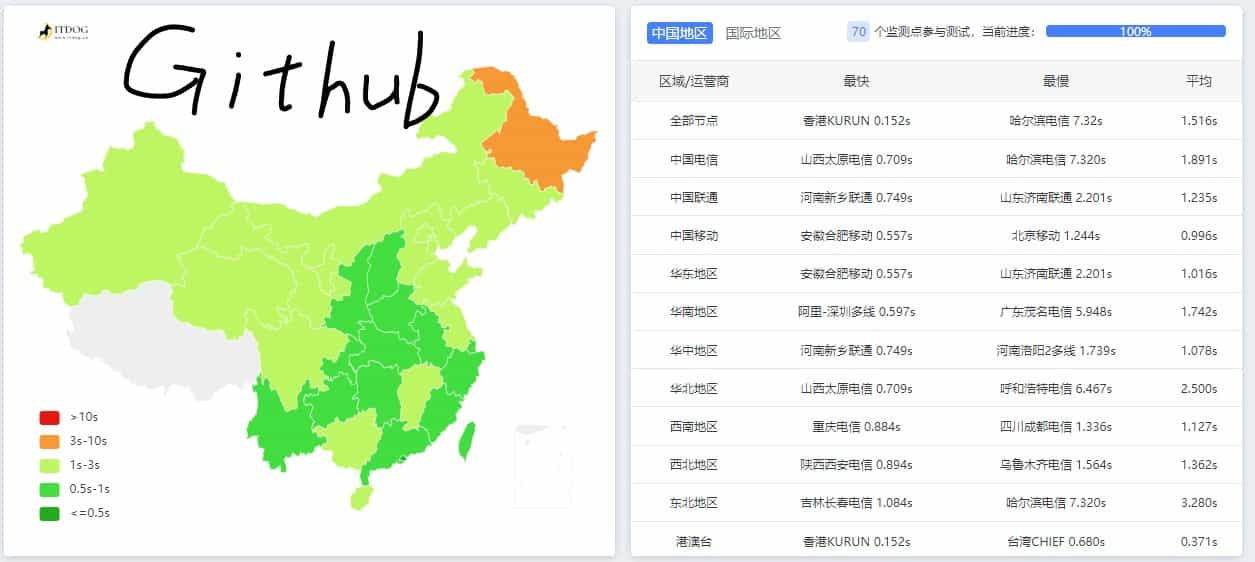 ITDOG
www.itdog.cn
Github
>10s
3s-10s
1s-3s
0.5s-1s
<=0.5s
中国地区 国际地区 70 个监测点参与测试，当前进度： 100%
区域/运营商 最快 最慢 平均
全部节点 香港KURUN 0.152s 哈尔滨电信 7.32s 1.516s
中国电信 山西太原电信 0.709s 哈尔滨电信 7.320s 1.891s
中国联通 河南新乡联通 0.749s 山东济南联通 2.201s 1.235s
中国移动 安徽合肥移动 0.557s 北京移动 1.244s 0.996s
华东地区 安徽合肥移动 0.557s 山东济南联通 2.201s 1.016s
华南地区 阿里-深圳多线 0.597s 广东茂名电信 5.948s 1.742s
华中地区 河南新乡联通 0.749s 河南洛阳2多线 1.739s 1.078s
华北地区 山西太原电信 0.709s 呼和浩特电信 6.467s 2.500s
西南地区 重庆电信 0.884s 四川成都电信 1.336s 1.127s
西北地区 陕西西安电信 0.894s 乌鲁木齐电信 1.564s 1.362s
东北地区 吉林长春电信 1.084s 哈尔滨电信 7.320s 3.280s
港澳台 香港KURUN 0.152s 台湾CHIEF 0.680s 0.371s